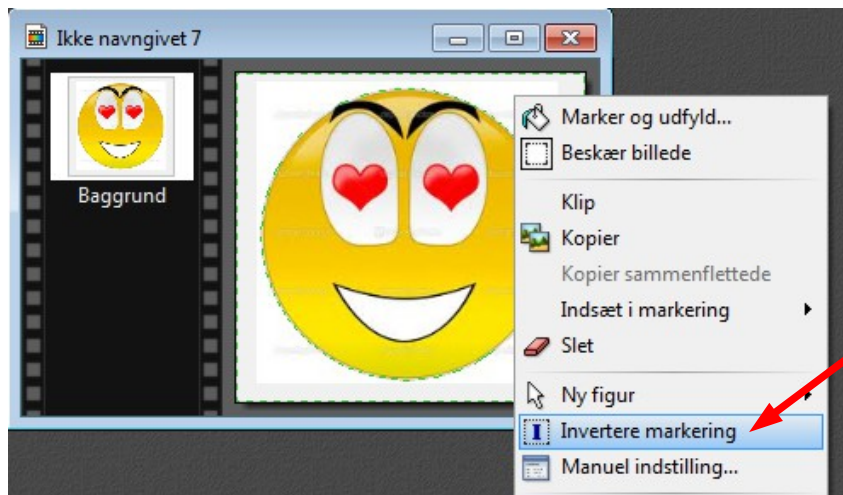 Ikke navngivet 7
Baggrund
Marker og udfyld...
Beskær billede
Klip
Kopier
Kopier sammenflettede
Indsæt i markering
Slet
Ny figur
Invertere markering
Manuel indstilling...